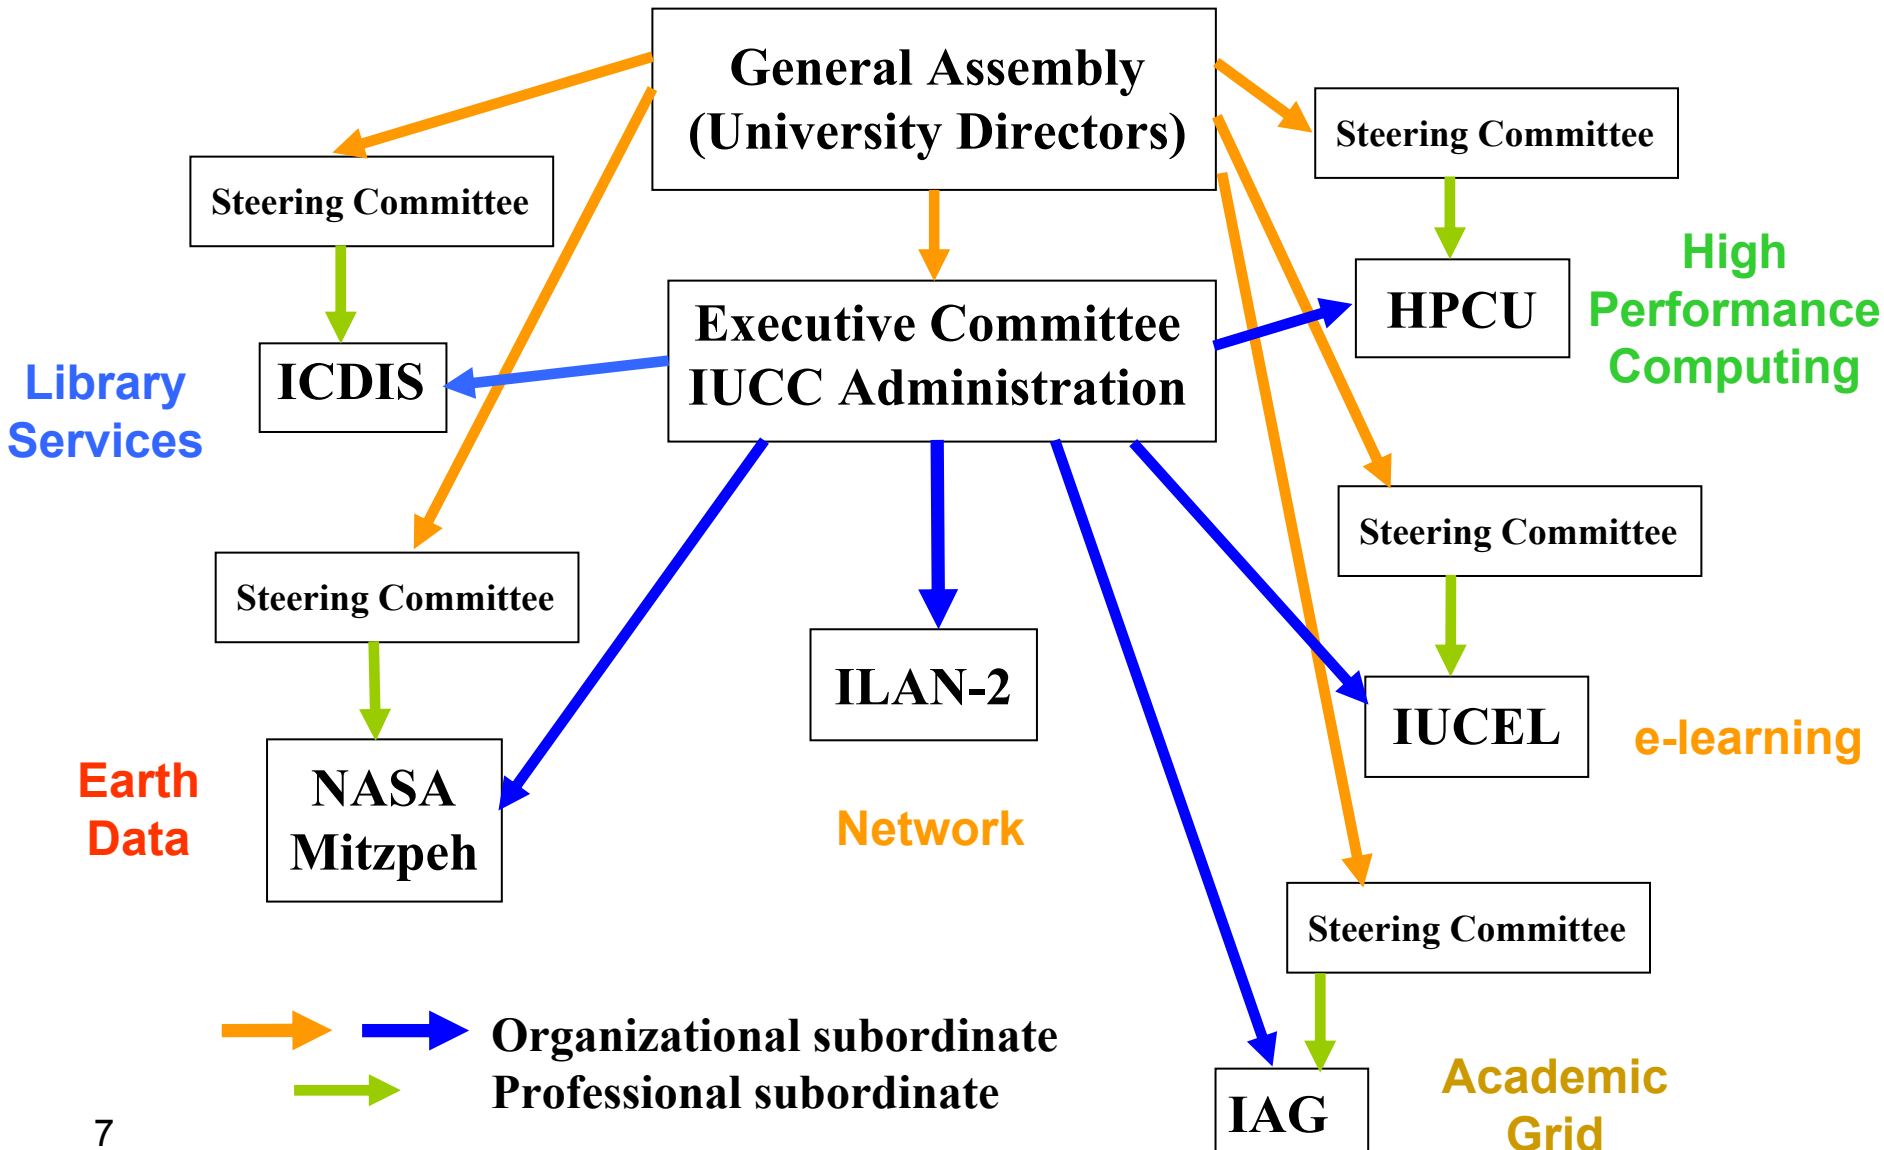 General Assembly
(University Directors)
Steering Committee
Steering Committee
High
Performance
Computing
HPCU
Executive Committee
IUCC Administration
ICDIS
Library
Services
Steering Committee
Steering Committee
ILAN-2
IUCEL
e-learning
NASA
Mitzpeh
Earth
Data
Network
Steering Committee
Organizational subordinate
Professional subordinate
IAG
Academic
Grid
7